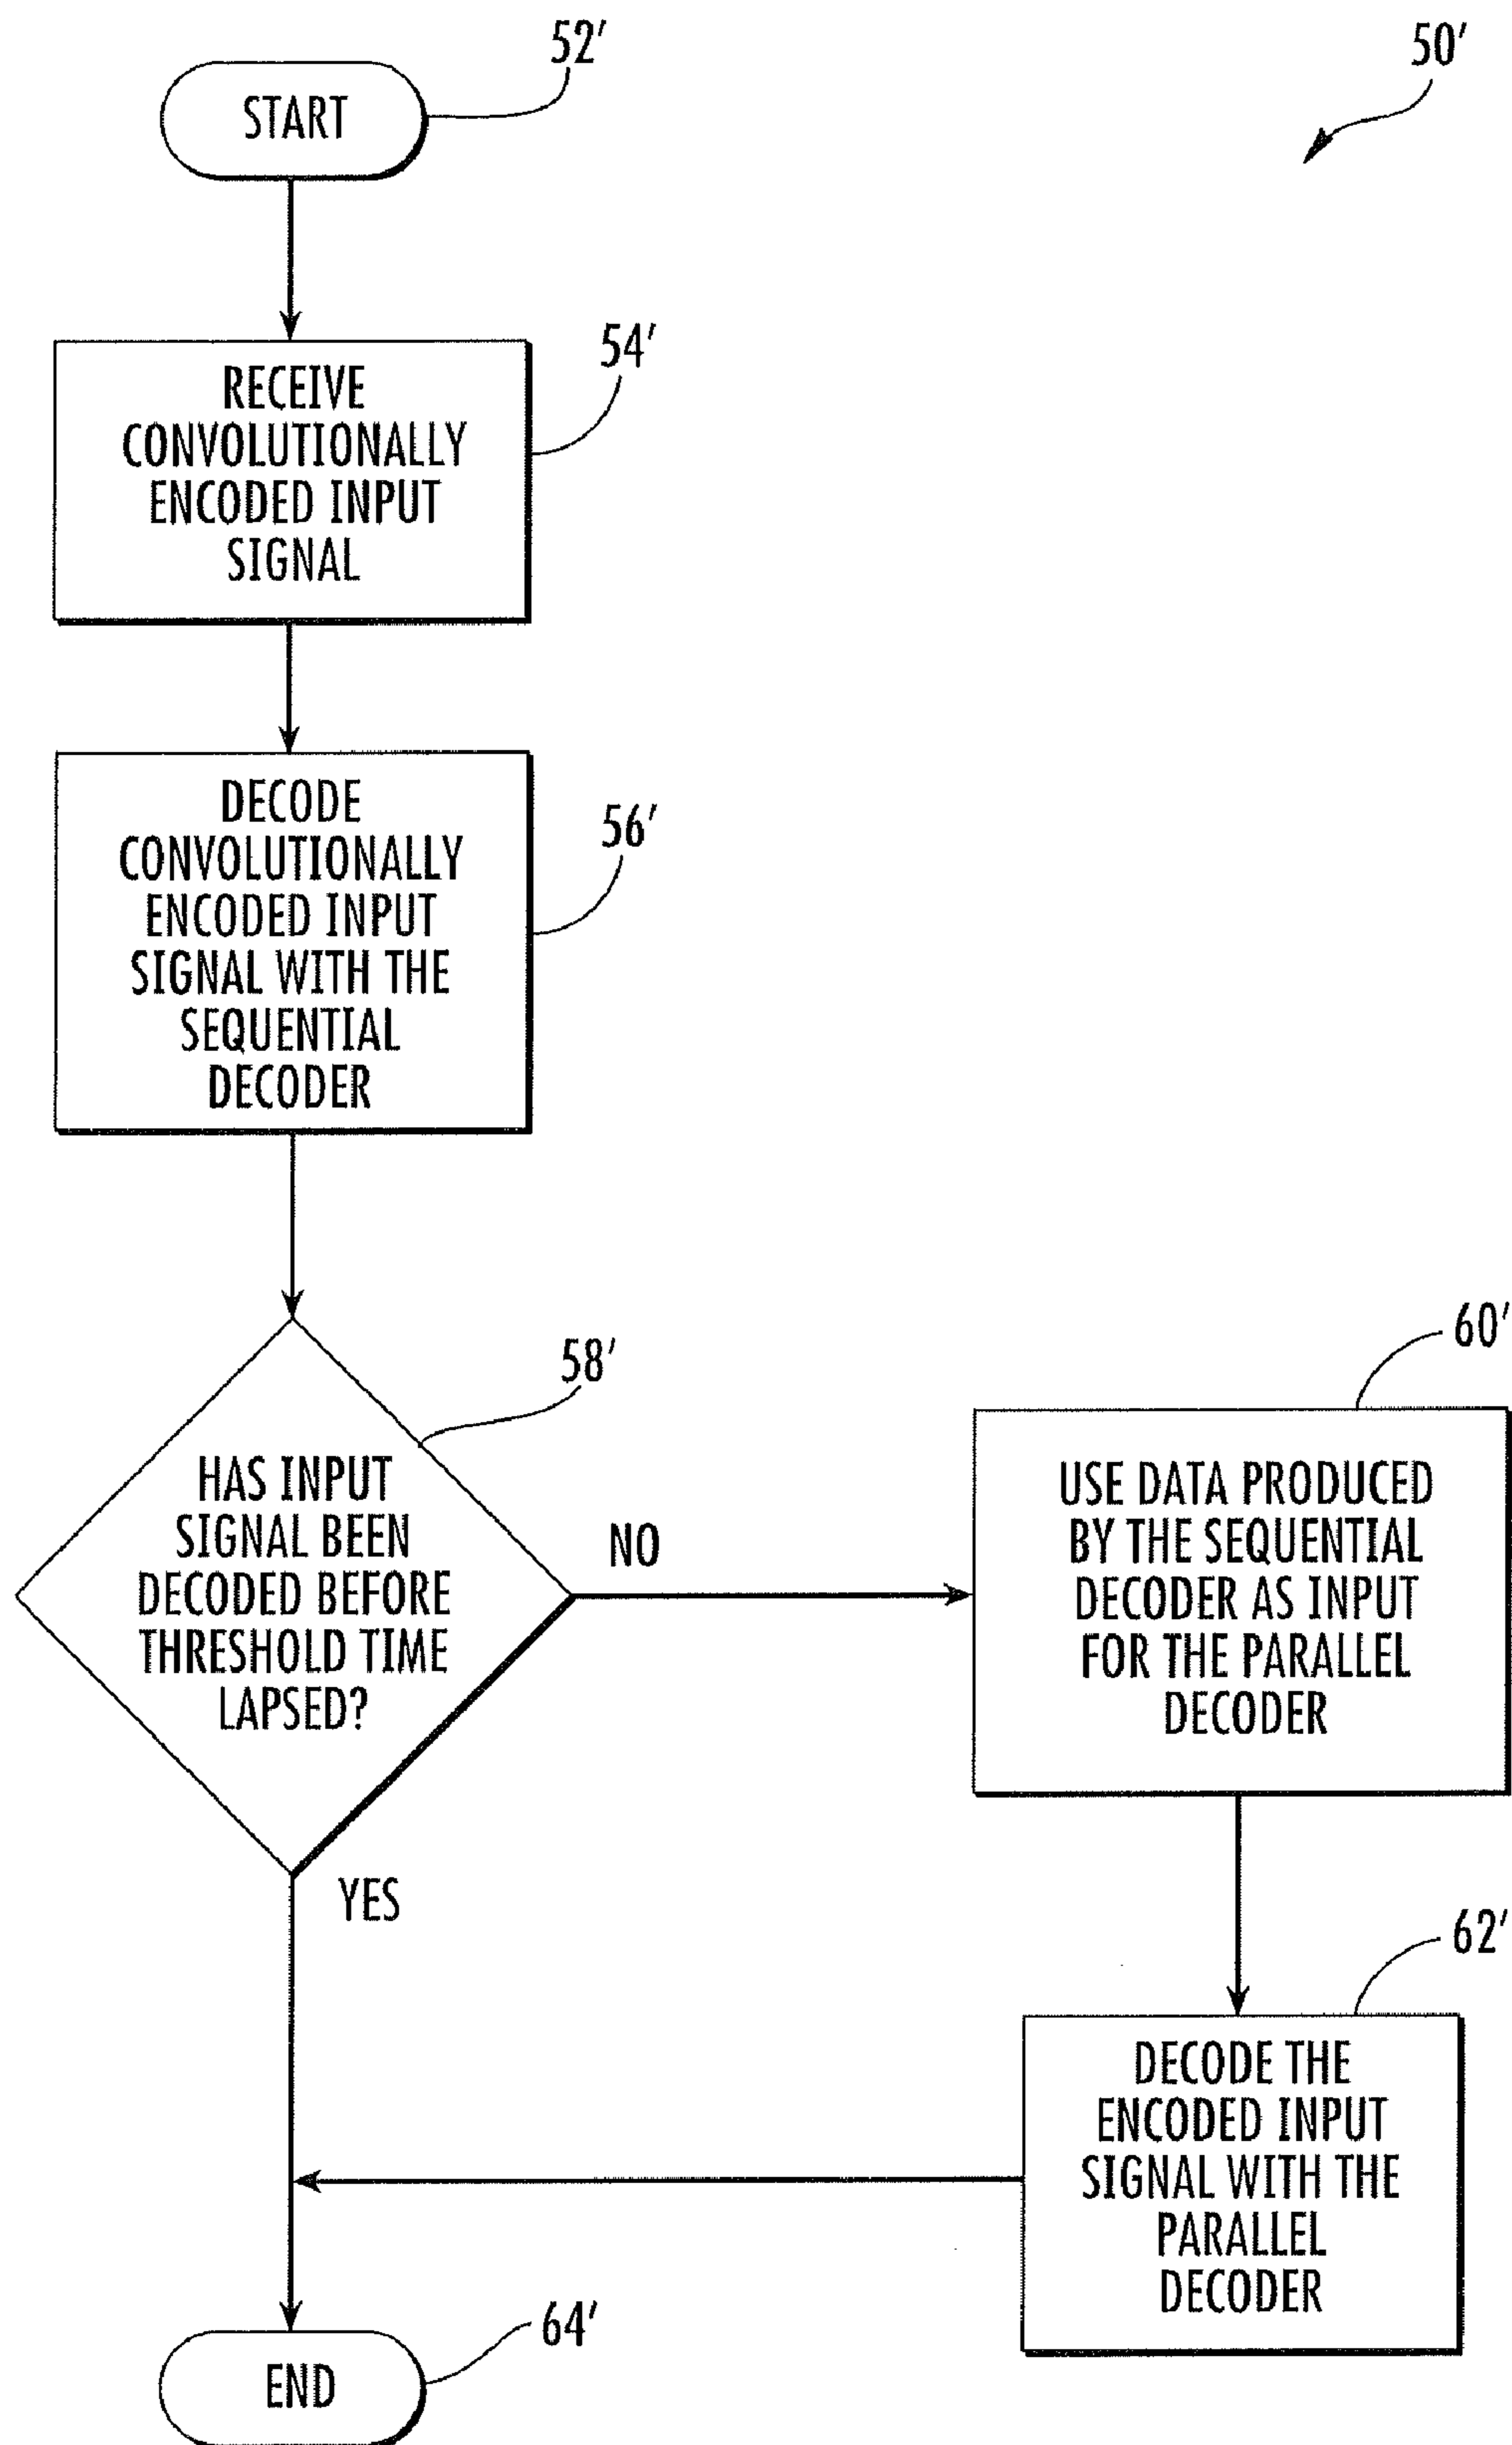 52′
50′
START
54′
RECEIVE
CONVOLUTIONALLY
ENCODED INPUT
SIGNAL
56′
DECODE
CONVOLUTIONALLY
ENCODED INPUT
SIGNAL WITH THE
SEQUENTIAL
DECODER
58′
HAS INPUT
SIGNAL BEEN
DECODED BEFORE
THRESHOLD TIME
LAPSED?
NO
YES
60′
USE DATA PRODUCED
BY THE SEQUENTIAL
DECODER AS INPUT
FOR THE PARALLEL
DECODER
62′
DECODE THE
ENCODED INPUT
SIGNAL WITH THE
PARALLEL
DECODER
64′
END